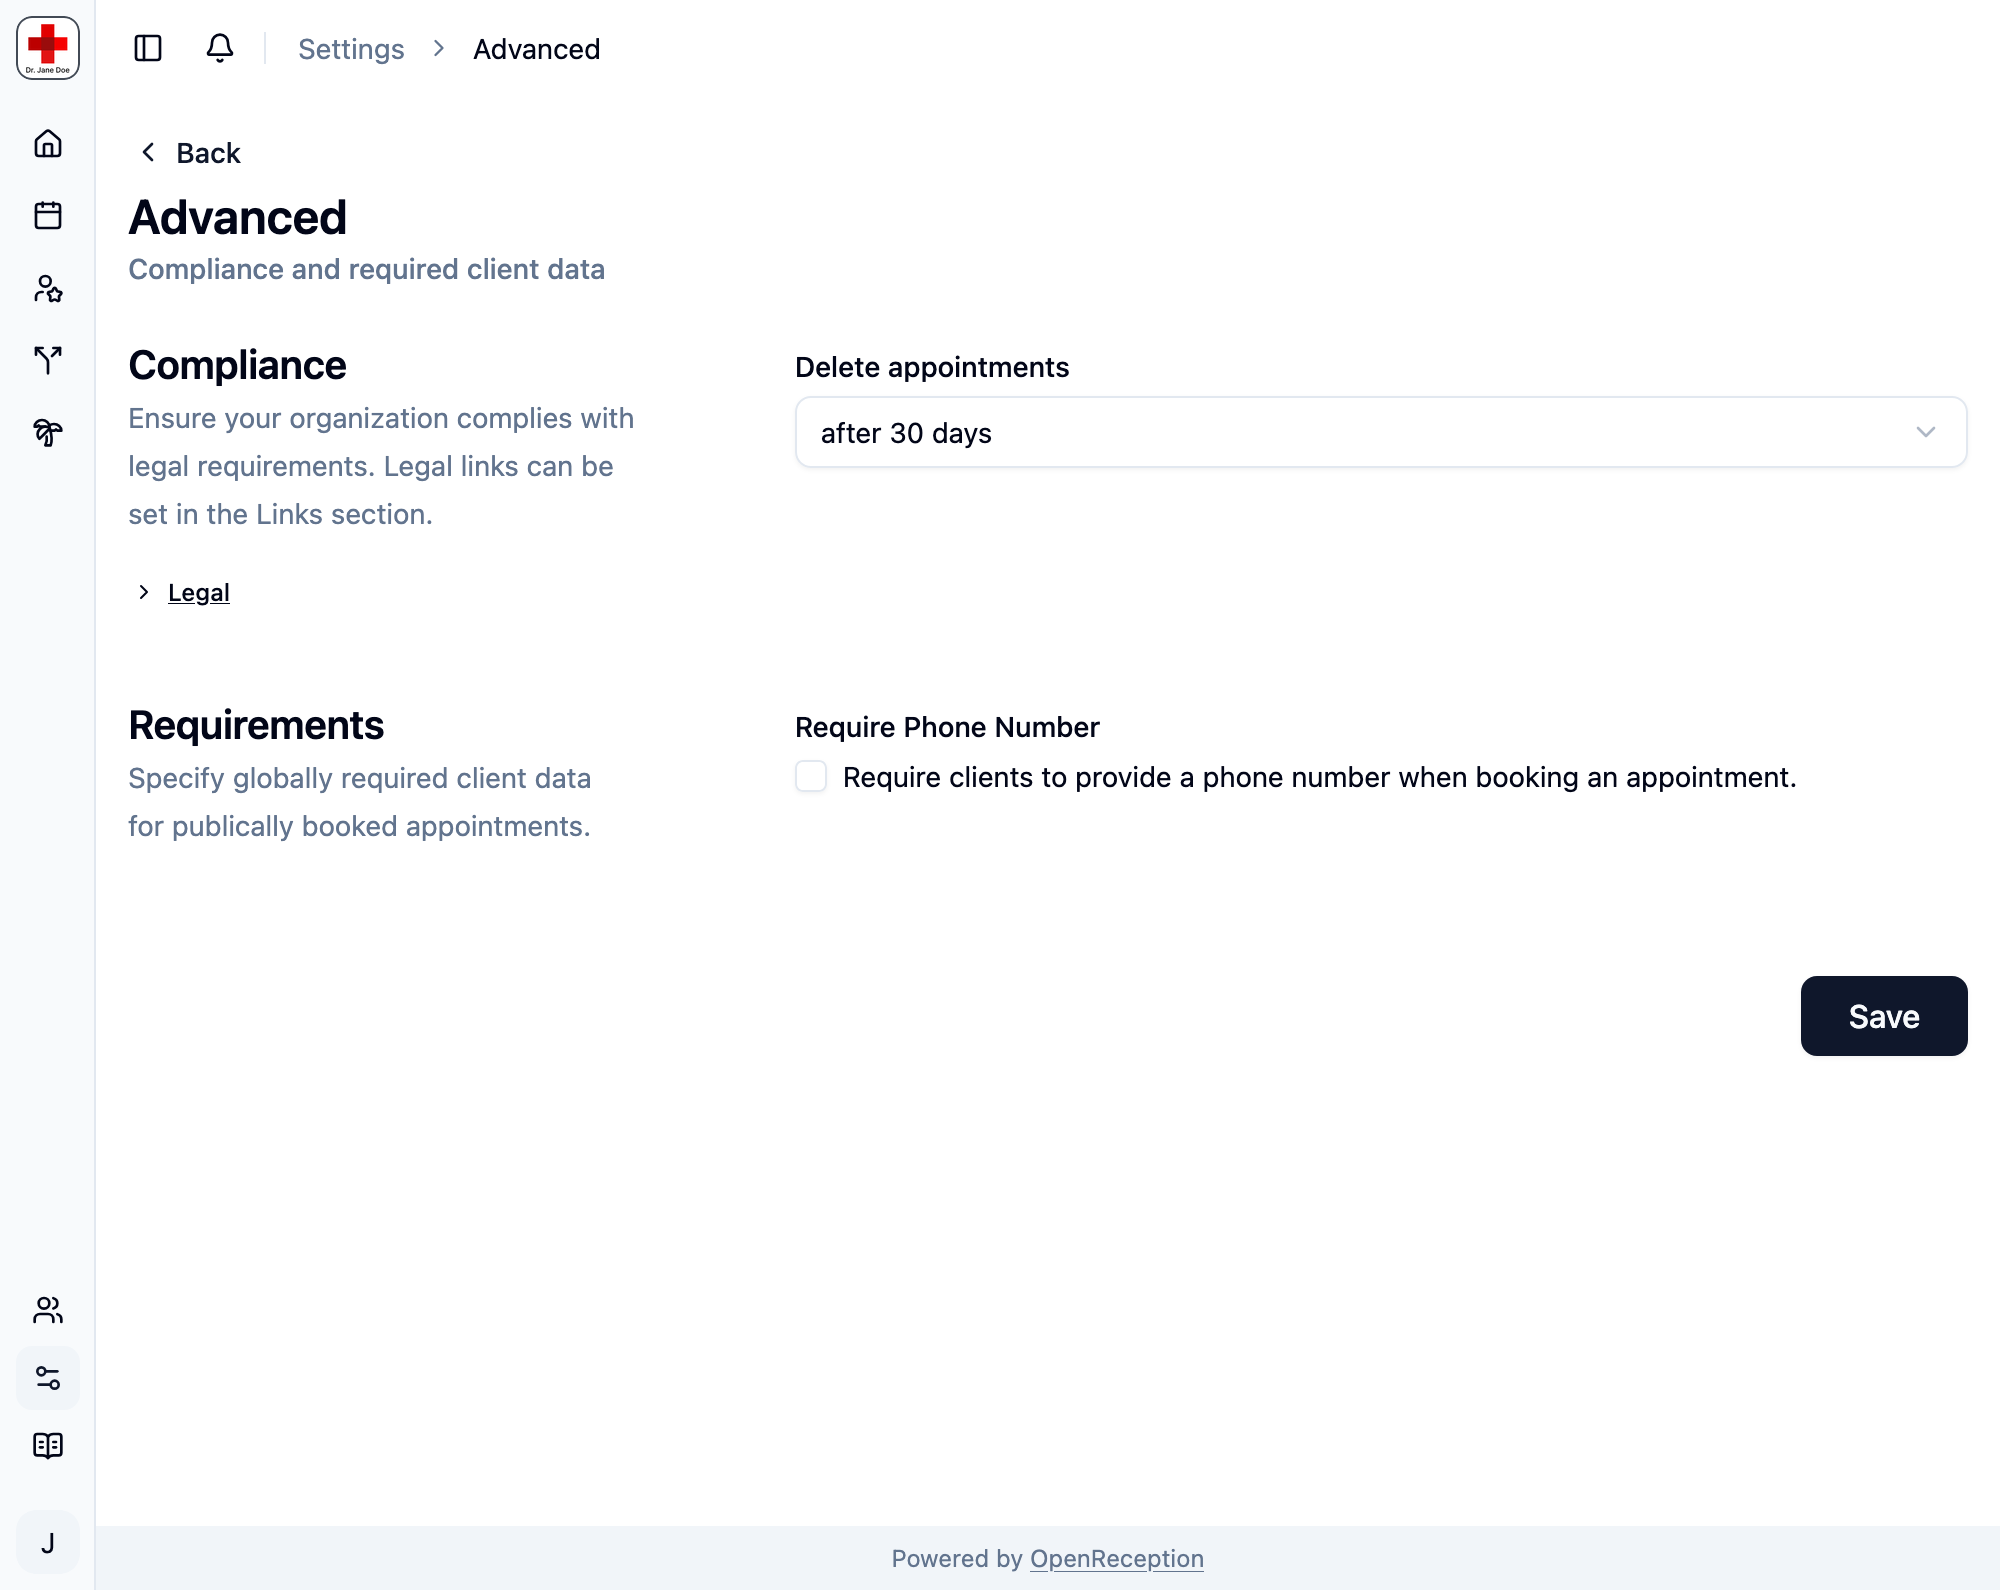 Dr. Jane Doe
Settings
Advanced
Back
Advanced
Compliance and required client data
Compliance
Ensure your organization complies with
legal requirements. Legal links can be
set in the Links section.
Legal
Delete appointments
after 30 days
Requirements
Specify globally required client data
for publically booked appointments.
Require Phone Number
Require clients to provide a phone number when booking an appointment.
Save
J
Powered by OpenReception